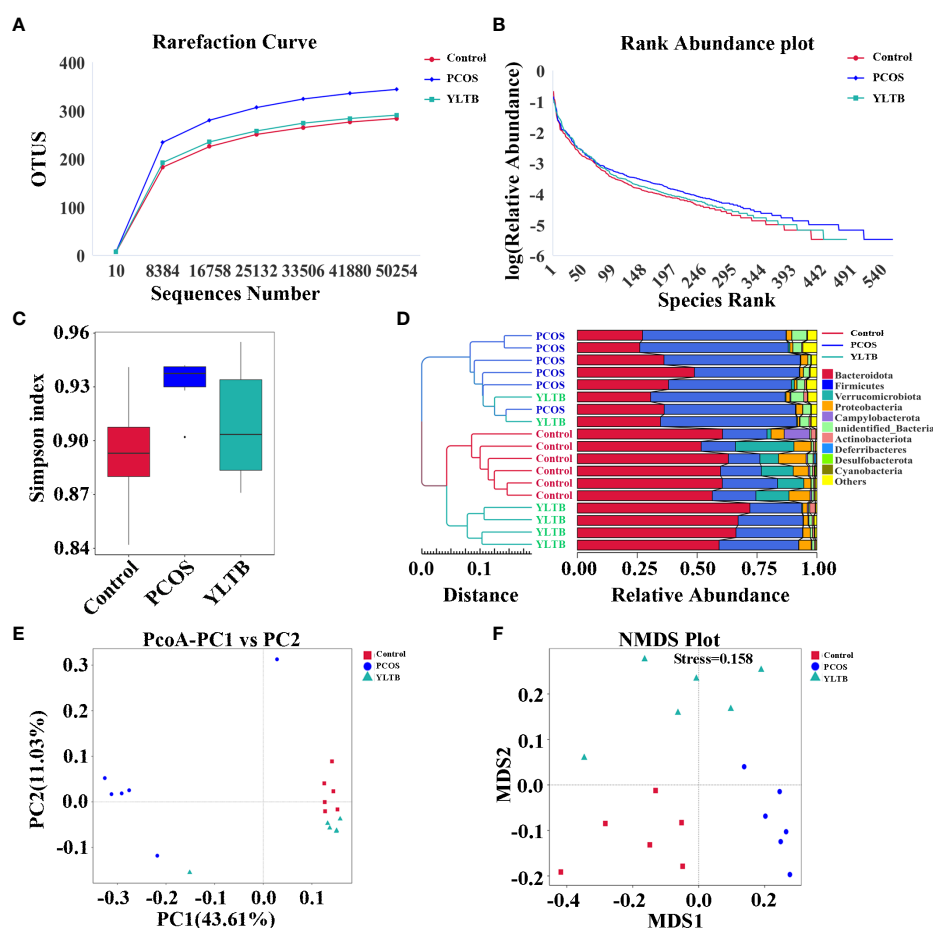 A
Rarefaction Curve
Control
PCOS
YLTB
400
300
200
100
0
OTUS
10 8384 16758 25132 33506 41880 50254
Sequences Number
B
Rank Abundance plot
Control
PCOS
YLTB
0
-1
-2
-3
-4
-5
-6
log(Relative Abundance)
1 50 99 148 197 246 295 344 393 442 491 540
Species Rank
C
0.96
0.93
0.90
0.87
0.84
Simpson index
Control PCOS YLTB
D
PCOS
PCOS
PCOS
PCOS
PCOS
YLTB
PCOS
YLTB
Control
Control
Control
Control
Control
Control
YLTB
YLTB
YLTB
YLTB
0.0 0.1
Distance
0.00 0.25 0.50 0.75 1.00
Relative Abundance
Control
PCOS
YLTB
Bacteroidota
Firmicutes
Verrucomicrobiota
Proteobacteria
Campylobacterota
unidentified_Bacteria
Actinobacteriota
Deferribacteres
Desulfobacterota
Cyanobacteria
Others
E
PcoA-PC1 vs PC2
Control
PCOS
YLTB
0.3
0.2
0.1
0.0
-0.1
PC2(11.03%)
-0.3 -0.2 -0.1 0.0 0.1
PC1(43.61%)
F
NMDS Plot
Stress=0.158
Control
PCOS
YLTB
0.2
0.1
0.0
-0.1
-0.2
MDS2
-0.4 -0.2 0.0 0.2
MDS1